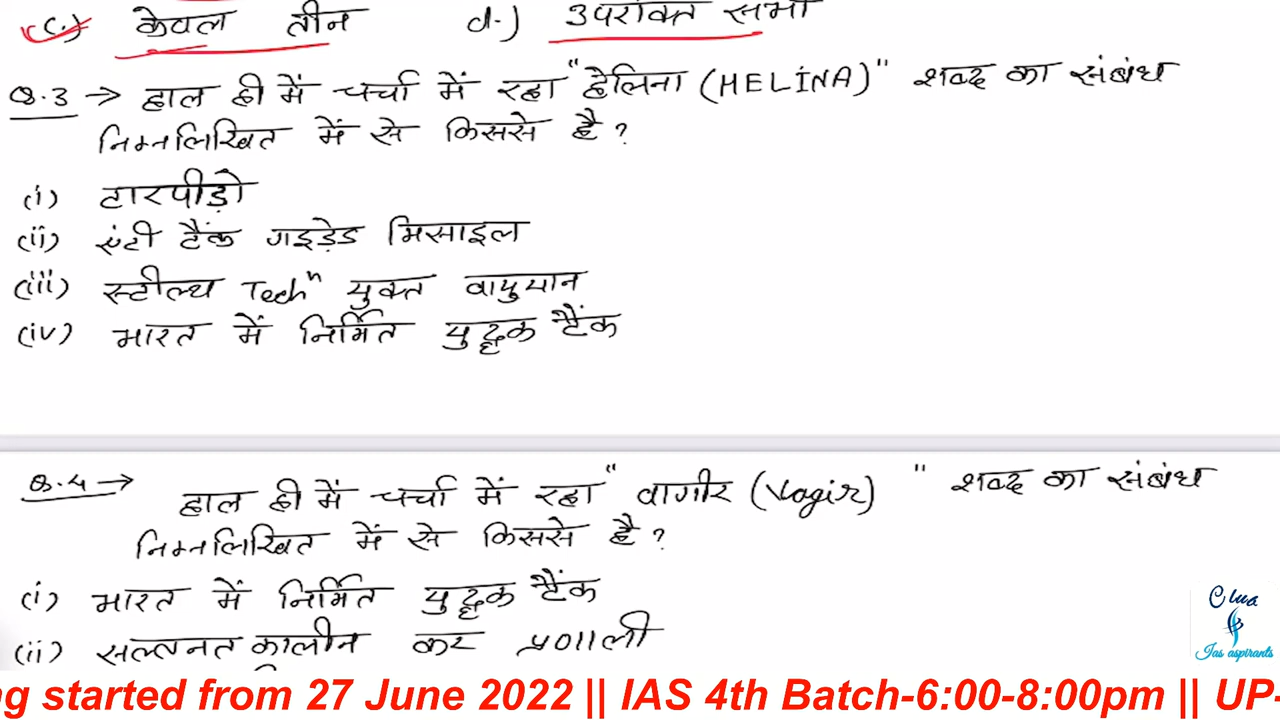 (c.) केवल तीन d.) उपरोक्त सभी
Q.3 → हाल ही में चर्चा में रहा "हेलिना (HELINA)" शब्द का संबंध
निम्नलिखित में से किससे है ?
(i) टारपीड़ो
(ii) एंटी टैंक गाइड़ेड मिसाइल
(iii) स्टील्थ Techⁿ युक्त वायुयान
(iv) भारत में निर्मित युद्धक टैंक
Q.4 → हाल ही में चर्चा में रहा "वागीर (Vagir) " शब्द का संबंध
निम्नलिखित में से किससे है ?
(i) भारत में निर्मित युद्धक टैंक
(ii) सल्तनत कालीन कर प्रणाली
Ias aspirants
ng started from 27 June 2022 || IAS 4th Batch-6:00-8:00pm || UP-